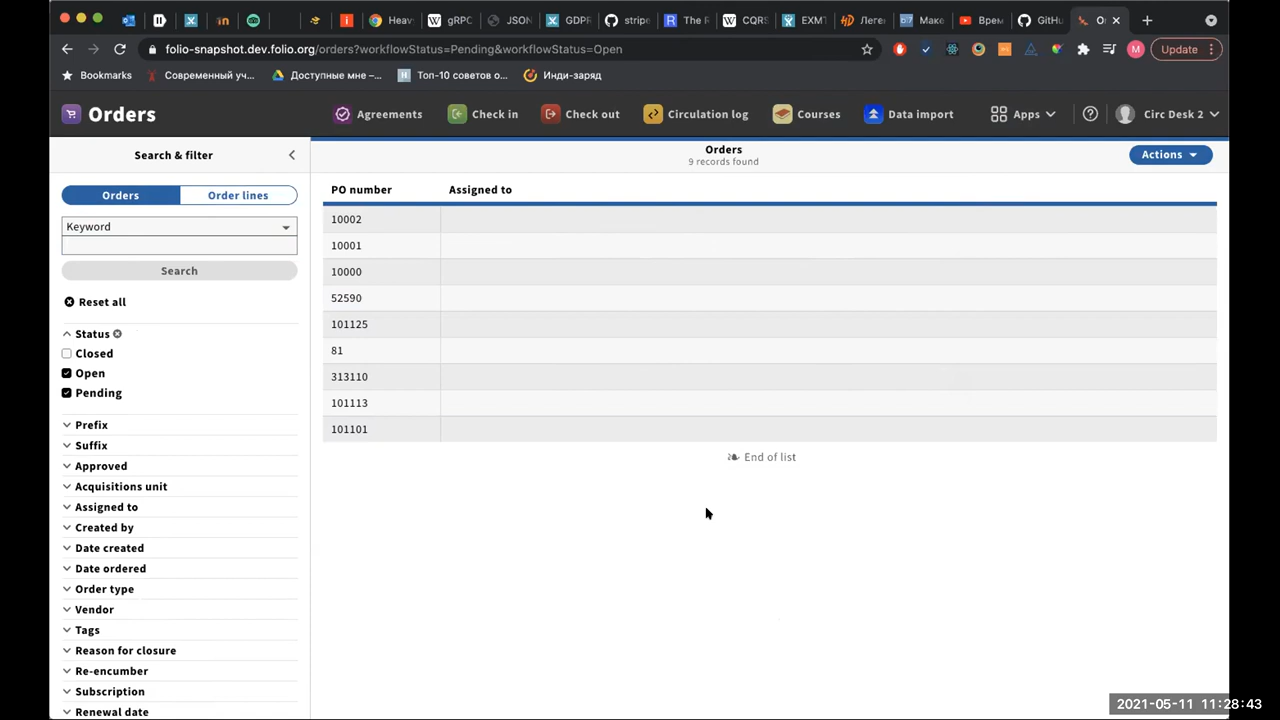 in
Heav
gRPC
JSON
GDPR
stripe
The R
CQRS
EXMT
Леген
Маке
Врем
GitHu
Or
folio-snapshot.dev.folio.org/orders?workflowStatus=Pending&workflowStatus=Open
M
Update
Bookmarks
Современный уч...
Доступные мне –...
Топ-10 советов о...
Инди-заряд
Orders
Agreements
Check in
Check out
Circulation log
Courses
Data import
Apps
Circ Desk 2
Search & filter
Orders
9 records found
Actions
Orders
Order lines
Keyword
Search
Reset all
Status
Closed
Open
Pending
Prefix
Suffix
Approved
Acquisitions unit
Assigned to
Created by
Date created
Date ordered
Order type
Vendor
Tags
Reason for closure
Re-encumber
Subscription
Renewal date
PO number
Assigned to
10002
10001
10000
52590
101125
81
313110
101113
101101
End of list
2021-05-11 11:28:43